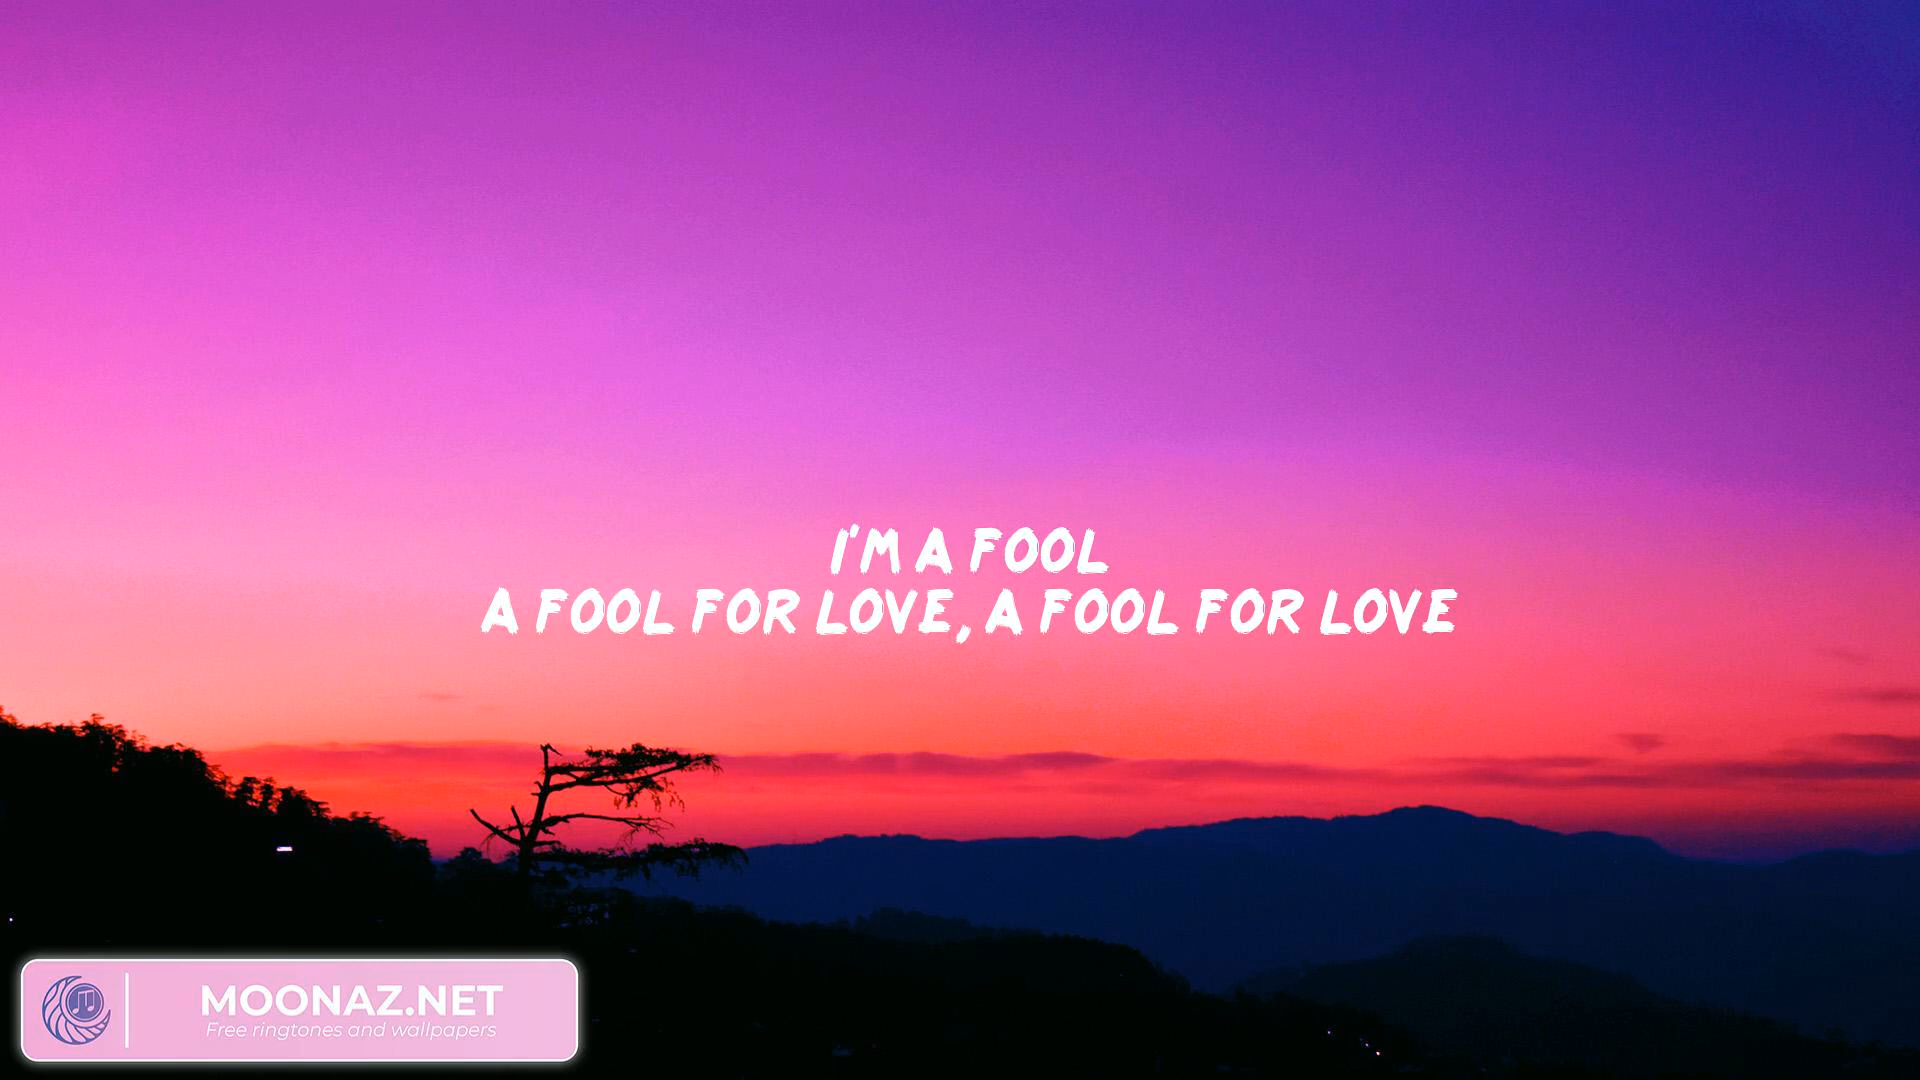 I'M A FOOL
A FOOL FOR LOVE, A FOOL FOR LOVE
MOONAZ.NET
Free ringtones and wallpapers